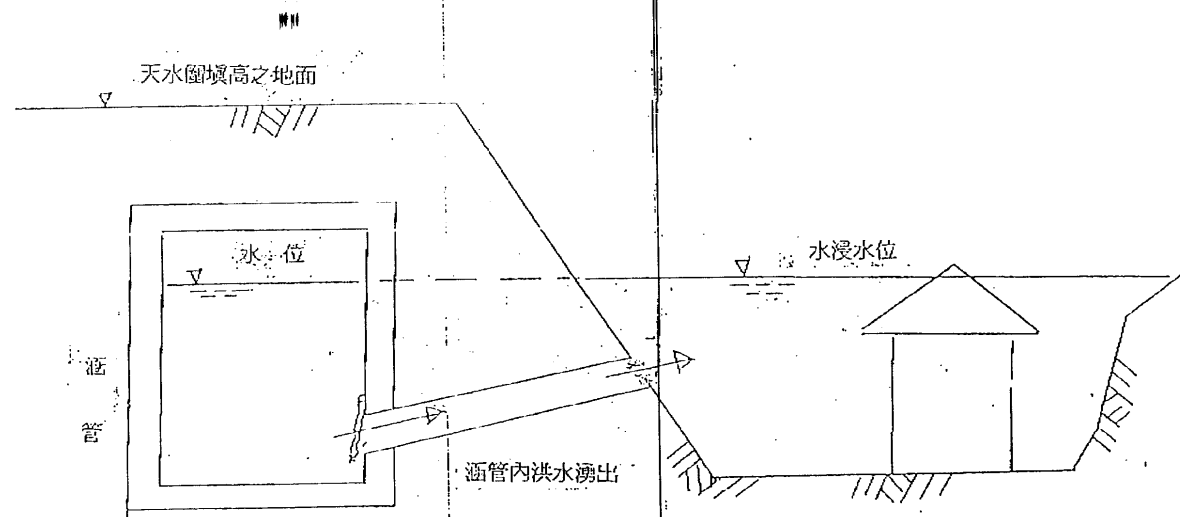 天水圍填高之地面
水 位
水浸水位
涵
管
涵管內洪水湧出